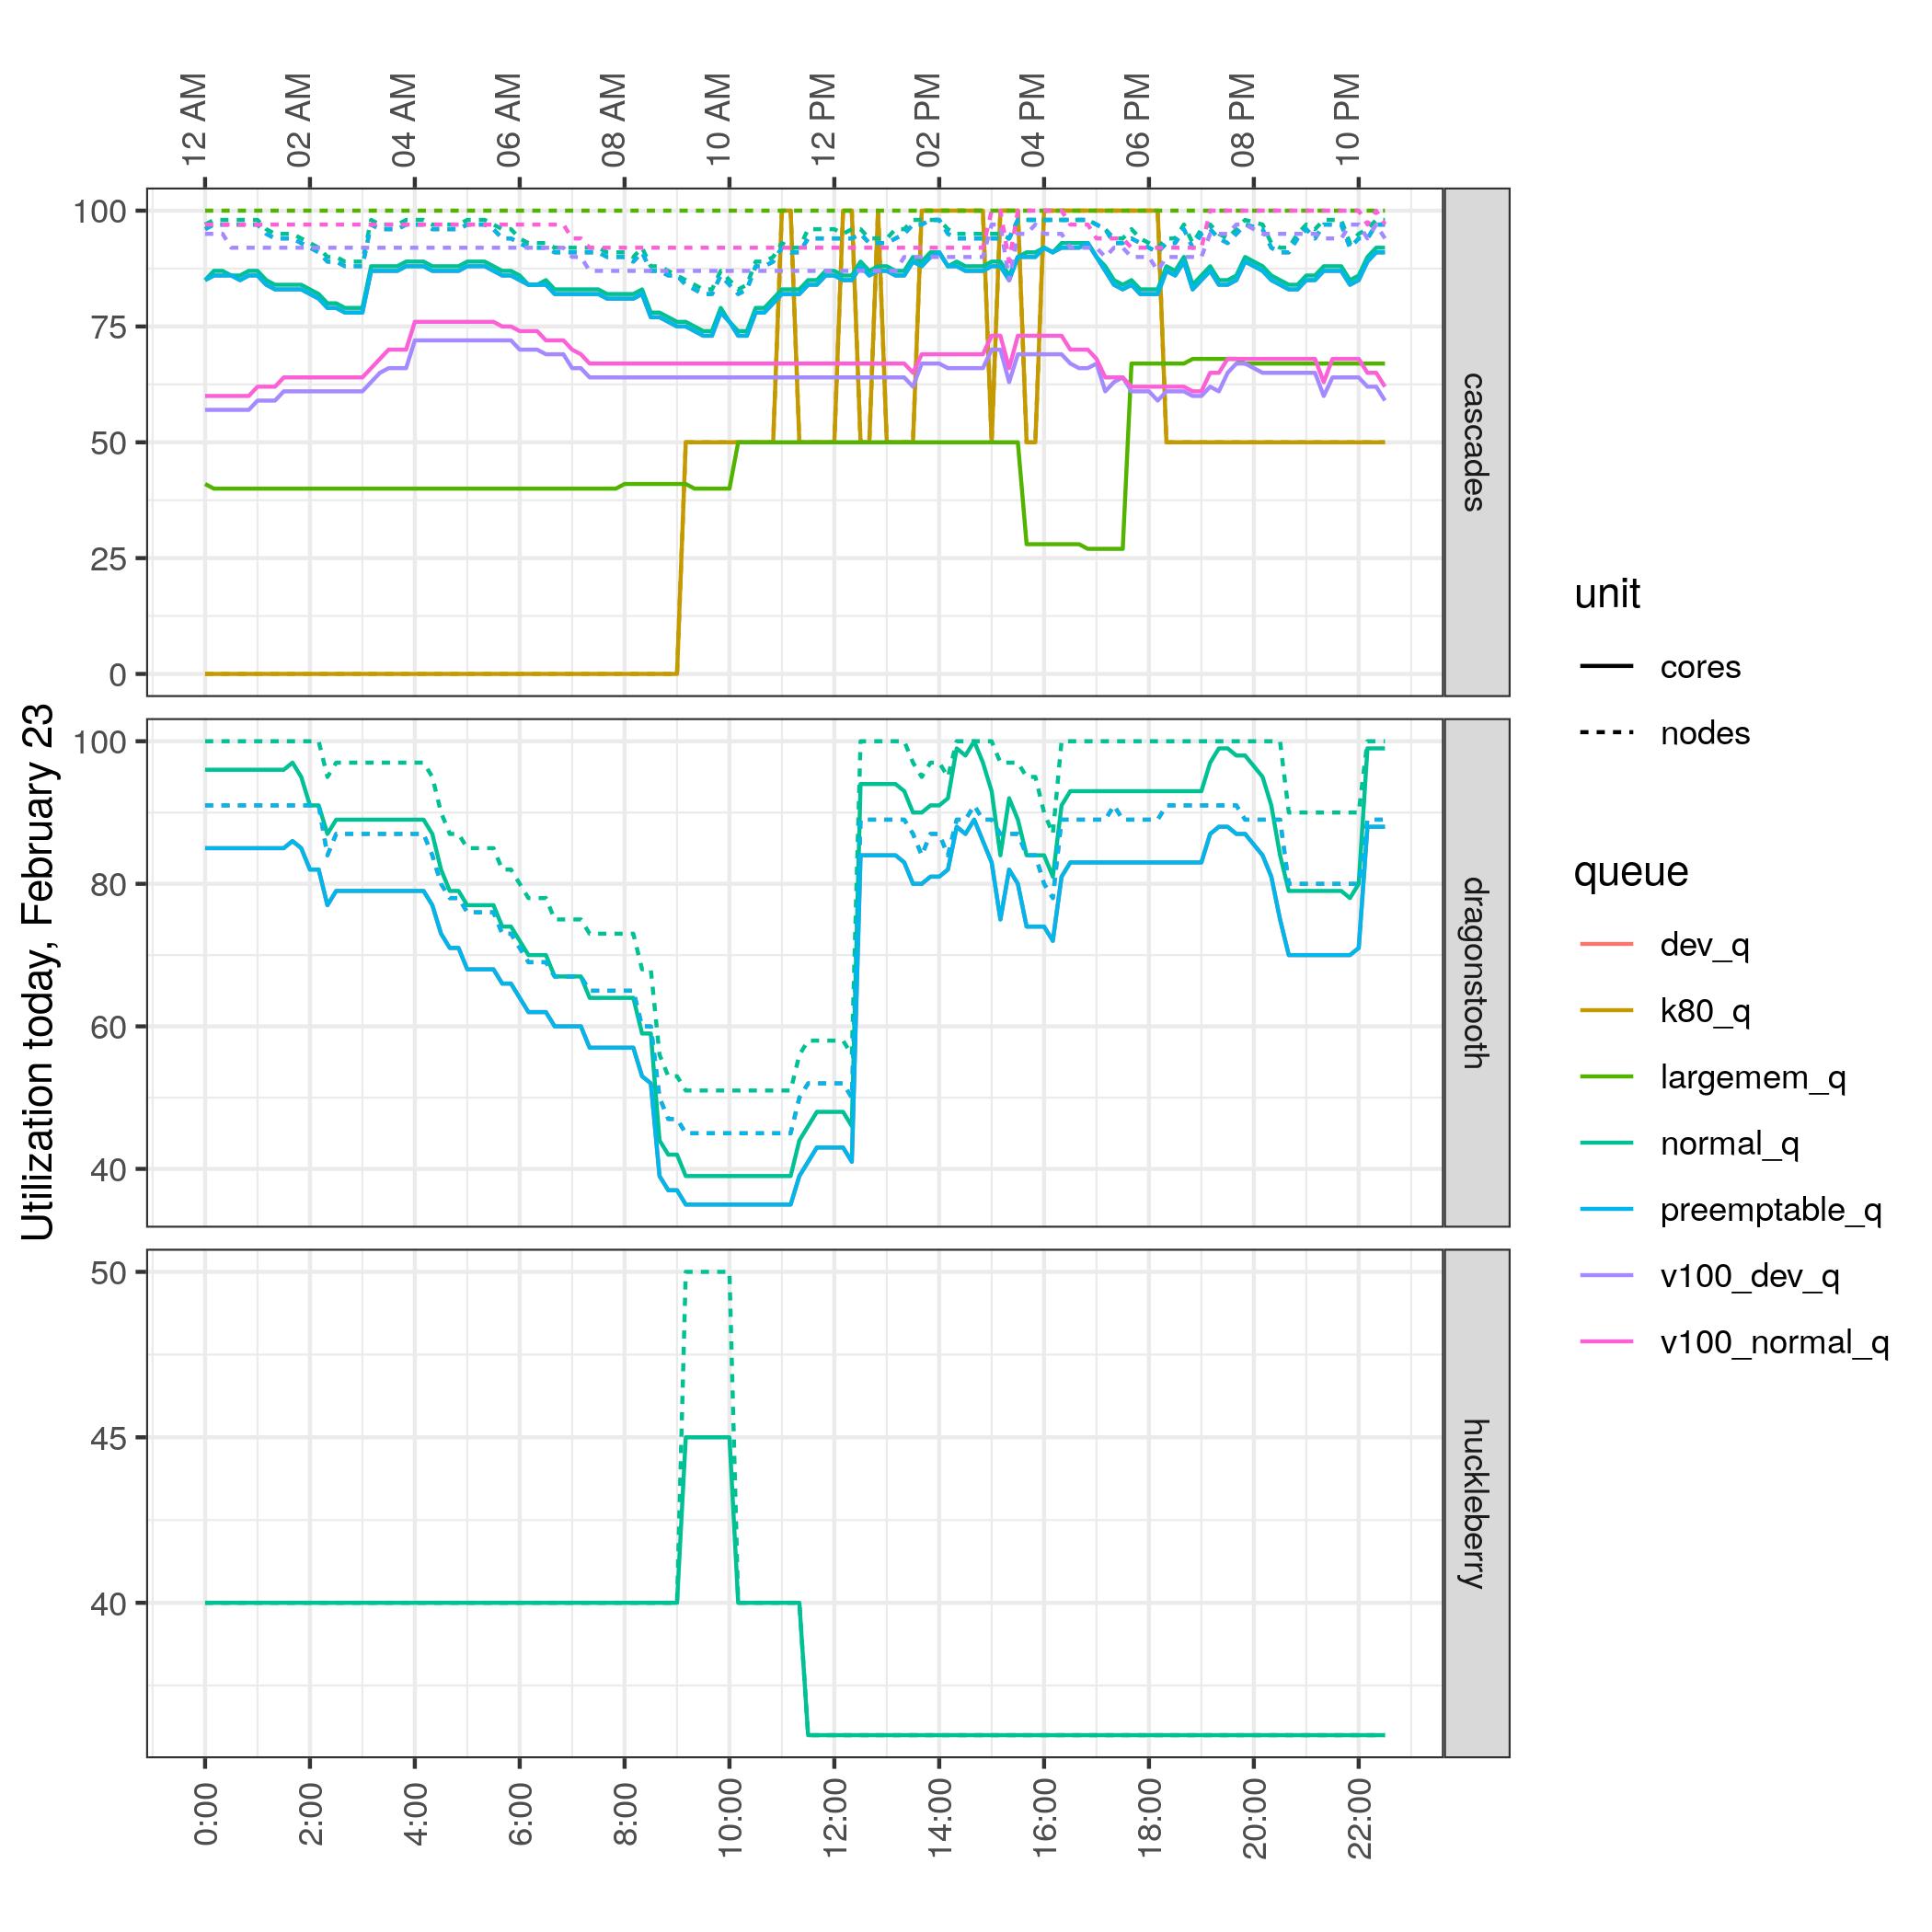 12 AM
02 AM
04 AM
06 AM
08 AM
10 AM
12 PM
02 PM
04 PM
06 PM
08 PM
10 PM
Utilization today, February 23
100
75
50
25
0
cascades
100
80
60
40
dragonstooth
50
45
40
huckleberry
0:00
2:00
4:00
6:00
8:00
10:00
12:00
14:00
16:00
18:00
20:00
22:00
unit
cores
nodes
queue
dev_q
k80_q
largemem_q
normal_q
preemptable_q
v100_dev_q
v100_normal_q